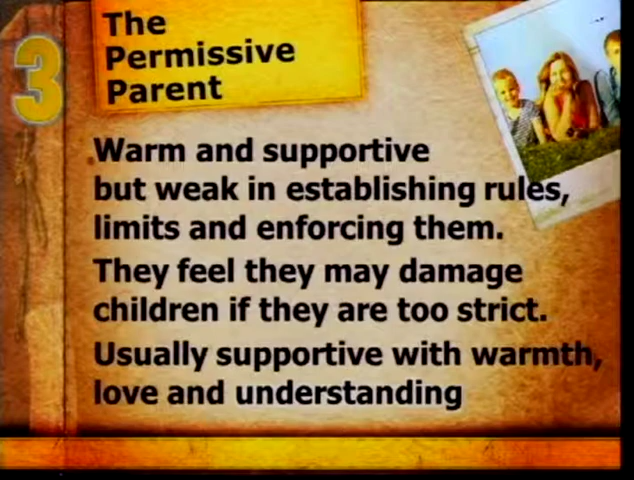 3
The
Permissive
Parent
Warm and supportive
but weak in establishing rules,
limits and enforcing them.
They feel they may damage
children if they are too strict.
Usually supportive with warmth,
love and understanding